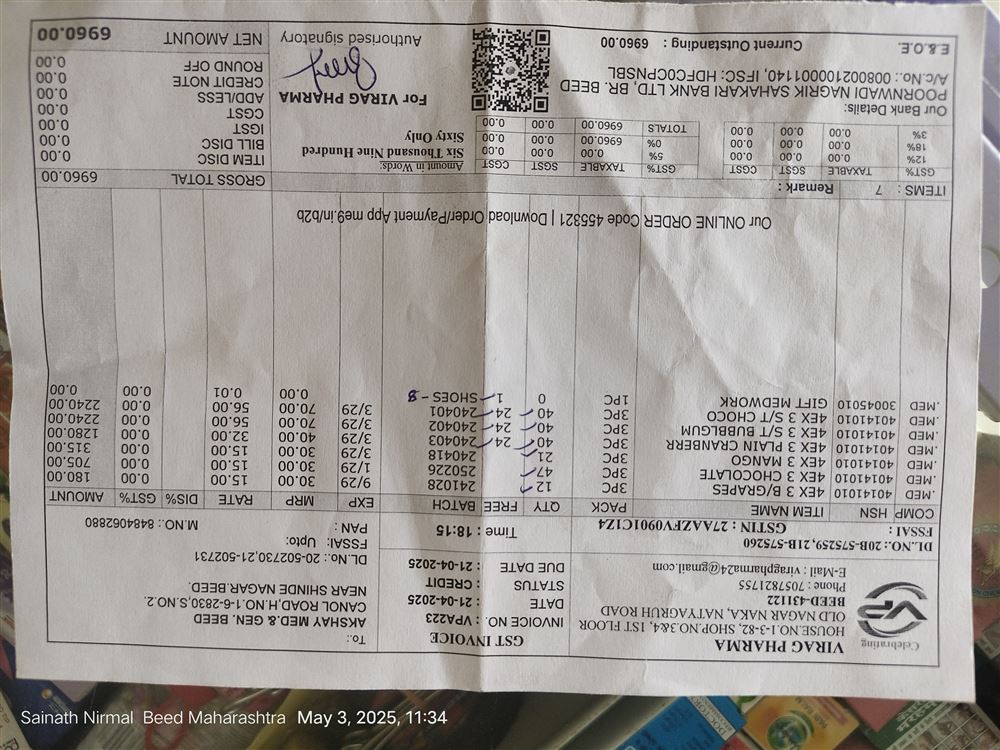 Celebrating
VP
VIRAG PHARMA
HOUSE.NO.1-3-82, SHOP.NO.3&4, 1ST FLOOR
OLD NAGAR NAKA, NATYAGRUH ROAD
BEED-431122
Phone : 7057821755
E-Mail : viragpharma24@gmail.com
DL.NO.: 20B-575259,21B-575260
FSSAI : GSTIN : 27AAZFV0901C1Z4
GST INVOICE
INVOICE NO. : VPA223
DATE : 21-04-2025
STATUS : CREDIT
DUE DATE : 21-04-2025
Time : 18:15
To.:
AKSHAY MED.& GEN. BEED
CANOL ROAD,H.NO.1-6-2830,S.NO.2
NEAR SHINDE NAGAR,BEED.
DL.No.: 20-502730,21-502731
FSSAI: Upto:
PAN : M.NO.: 8484062880
COMP HSN ITEM NAME PACK QTY FREE BATCH EXP MRP RATE DIS% GST% AMOUNT
.MED 40141010 4EX 3 B/GRAPES 3PC 12 241028 9/29 30.00 15.00 0.00 180.00
.MED 40141010 4EX 3 CHOCOLATE 3PC 47 250226 1/29 30.00 15.00 0.00 705.00
.MED 40141010 4EX 3 MANGO 3PC 21 240418 3/29 30.00 15.00 0.00 315.00
.MED 40141010 4EX 3 PLAIN CRANBERR 3PC 40 24 240403 3/29 40.00 32.00 0.00 1280.00
.MED 40141010 4EX 3 S/T BUBBLGUM 3PC 40 24 240402 3/29 70.00 56.00 0.00 2240.00
.MED 40141010 4EX 3 S/T CHOCO 3PC 40 24 240401 3/29 70.00 56.00 0.00 2240.00
.MED 30045010 GIFT MEDWORK 1PC 0 1 SHOES - 8 0.00 0.01 0.00 0.00
Our ONLINE ORDER Code 455321 | Download Order/Payment App me9.in/b2b
ITEMS : 7 Remark :
GST% TAXABLE SGST CGST GST% TAXABLE SGST CGST
12% 0.00 0.00 0.00 5% 0.00 0.00 0.00
18% 0.00 0.00 0.00 0% 6960.00 0.00 0.00
3% 0.00 0.00 0.00 TOTALS 6960.00 0.00 0.00
Amount in Words:
Six Thousand Nine Hundred
Sixty Only
GROSS TOTAL 6960.00
ITEM DISC 0.00
BILL DISC 0.00
IGST 0.00
CGST 0.00
ADD/LESS 0.00
CREDIT NOTE 0.00
ROUND OFF 0.00
NET AMOUNT 6960.00
Our Bank Details:
POORNWADI NAGRIK SAHAKARI BANK LTD, BR. BEED
A/c.No.: 008002100001140, IFSC: HDFC0CPNSBL
E.& O.E. Current Outstanding : 6960.00
For VIRAG PHARMA
Authorised signatory
Sainath Nirmal Beed Maharashtra May 3, 2025, 11:34